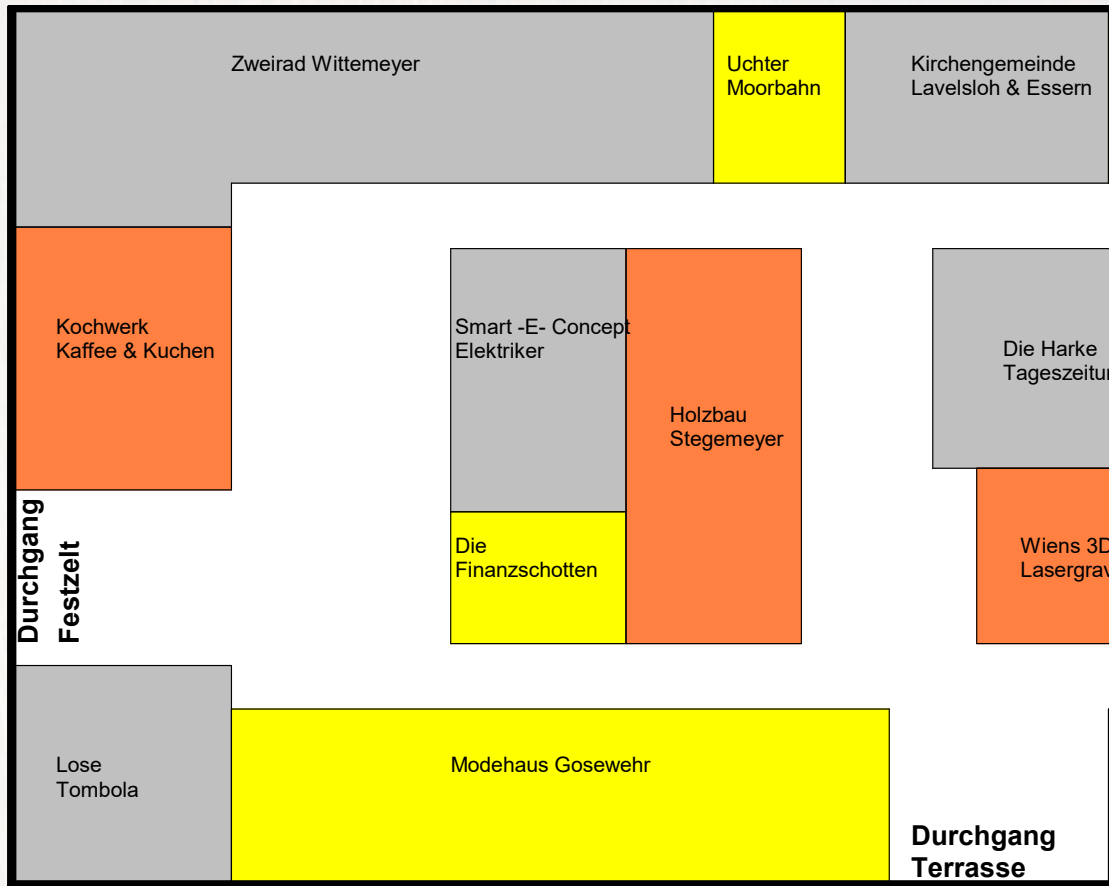 Zweirad Wittemeyer
Uchter
Moorbahn
Kirchengemeinde
Lavelsloh & Essern
Kochwerk
Kaffee & Kuchen
Smart -E- Concept
Elektriker
Holzbau
Stegemeyer
Die Harke
Wiens
Die
Finanzschotten
Durchgang
Festzelt
Lose
Tombola
Modehaus Gosewehr
Durchgang
Terrasse